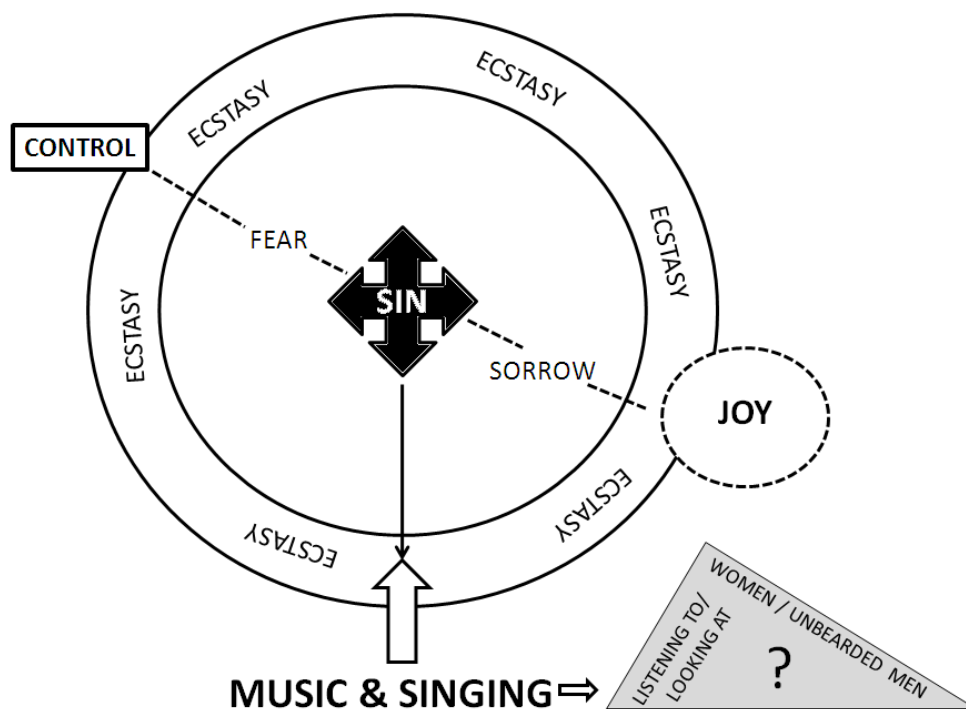 ECSTASY
ECSTASY
CONTROL
ECSTASY
FEAR
SIN
ECSTASY
SORROW
JOY
ECSTASY
ECSTASY
WOMEN / UNBEARDED MEN
LISTENING TO/
LOOKING AT
?
MUSIC & SINGING